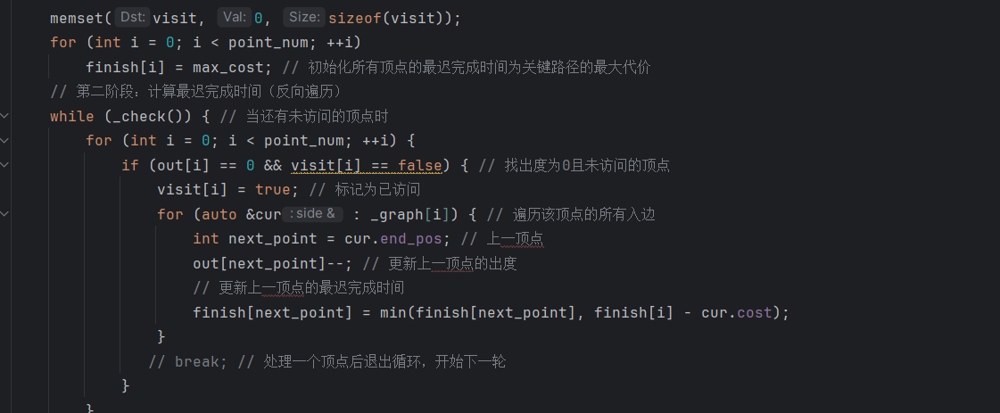 memset( Dst: visit, Val: 0, Size: sizeof(visit));
for (int i = 0; i < point_num; ++i)
finish[i] = max_cost; // 初始化所有顶点的最迟完成时间为关键路径的最大代价
// 第二阶段：计算最迟完成时间（反向遍历）
while (_check()) { // 当还有未访问的顶点时
for (int i = 0; i < point_num; ++i) {
if (out[i] == 0 && visit[i] == false) { // 找出度为0且未访问的顶点
visit[i] = true; // 标记为已访问
for (auto &cur : side & : _graph[i]) { // 遍历该顶点的所有入边
int next_point = cur.end_pos; // 上一顶点
out[next_point]--; // 更新上一顶点的出度
// 更新上一顶点的最迟完成时间
finish[next_point] = min(finish[next_point], finish[i] - cur.cost);
}
// break; // 处理一个顶点后退出循环，开始下一轮
}
}